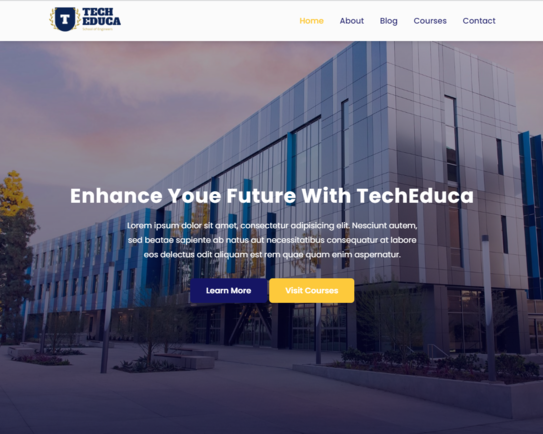 TECH
EDUCA
Home About Blog Courses Contact
Enhance Youe Future With TechEduca
Lorem ipsum dolor sit amet, consectetur adipisicing elit. Nesciunt autem,
sed beatae sapiente ab natus aut necessitatibus consequatur at labore
eos delectus odit aliquam est rem quae quam enim aspernatur.
Learn More Visit Courses